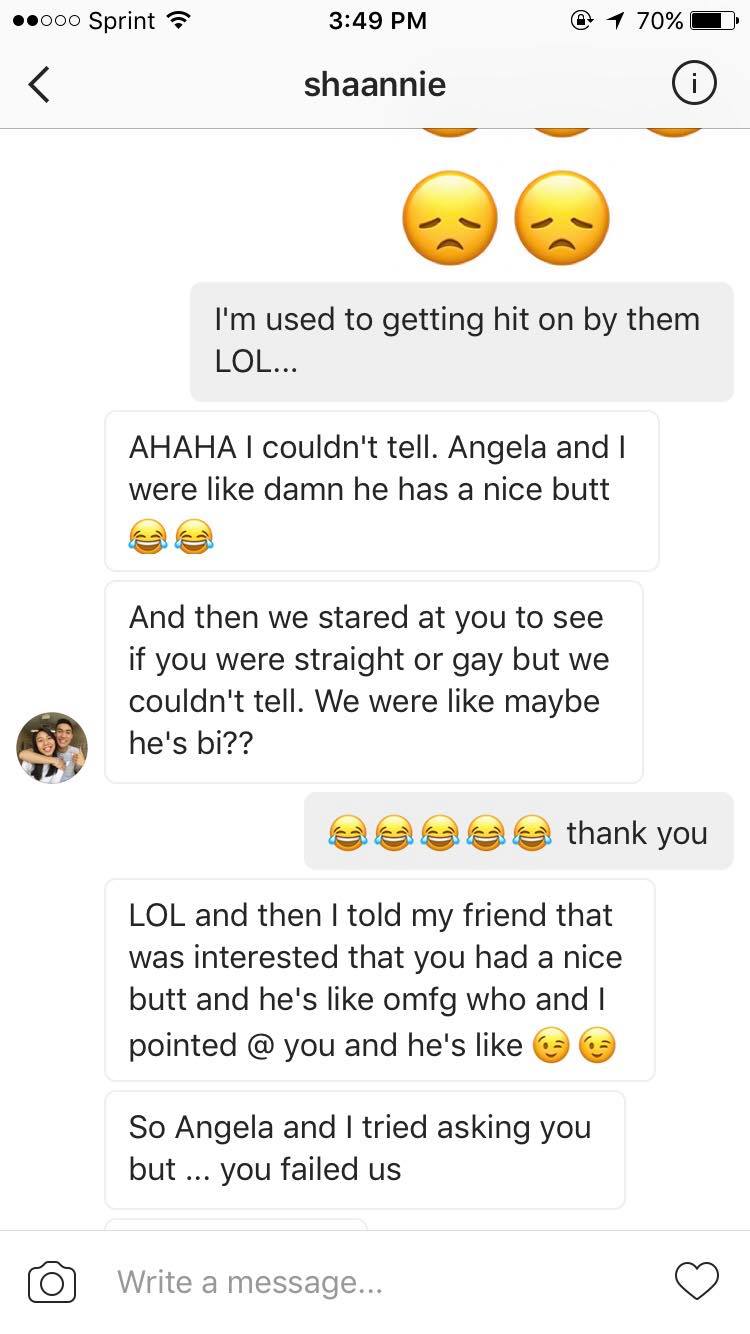 Sprint 3:49 PM 70%
shaannie
I'm used to getting hit on by them
LOL...
AHAHA I couldn't tell. Angela and I
were like damn he has a nice butt
😂😂
And then we stared at you to see
if you were straight or gay but we
couldn't tell. We were like maybe
he's bi??
😂😂😂😂😂 thank you
LOL and then I told my friend that
was interested that you had a nice
butt and he's like omfg who and I
pointed @ you and he's like 😉😉
So Angela and I tried asking you
but ... you failed us
Write a message...